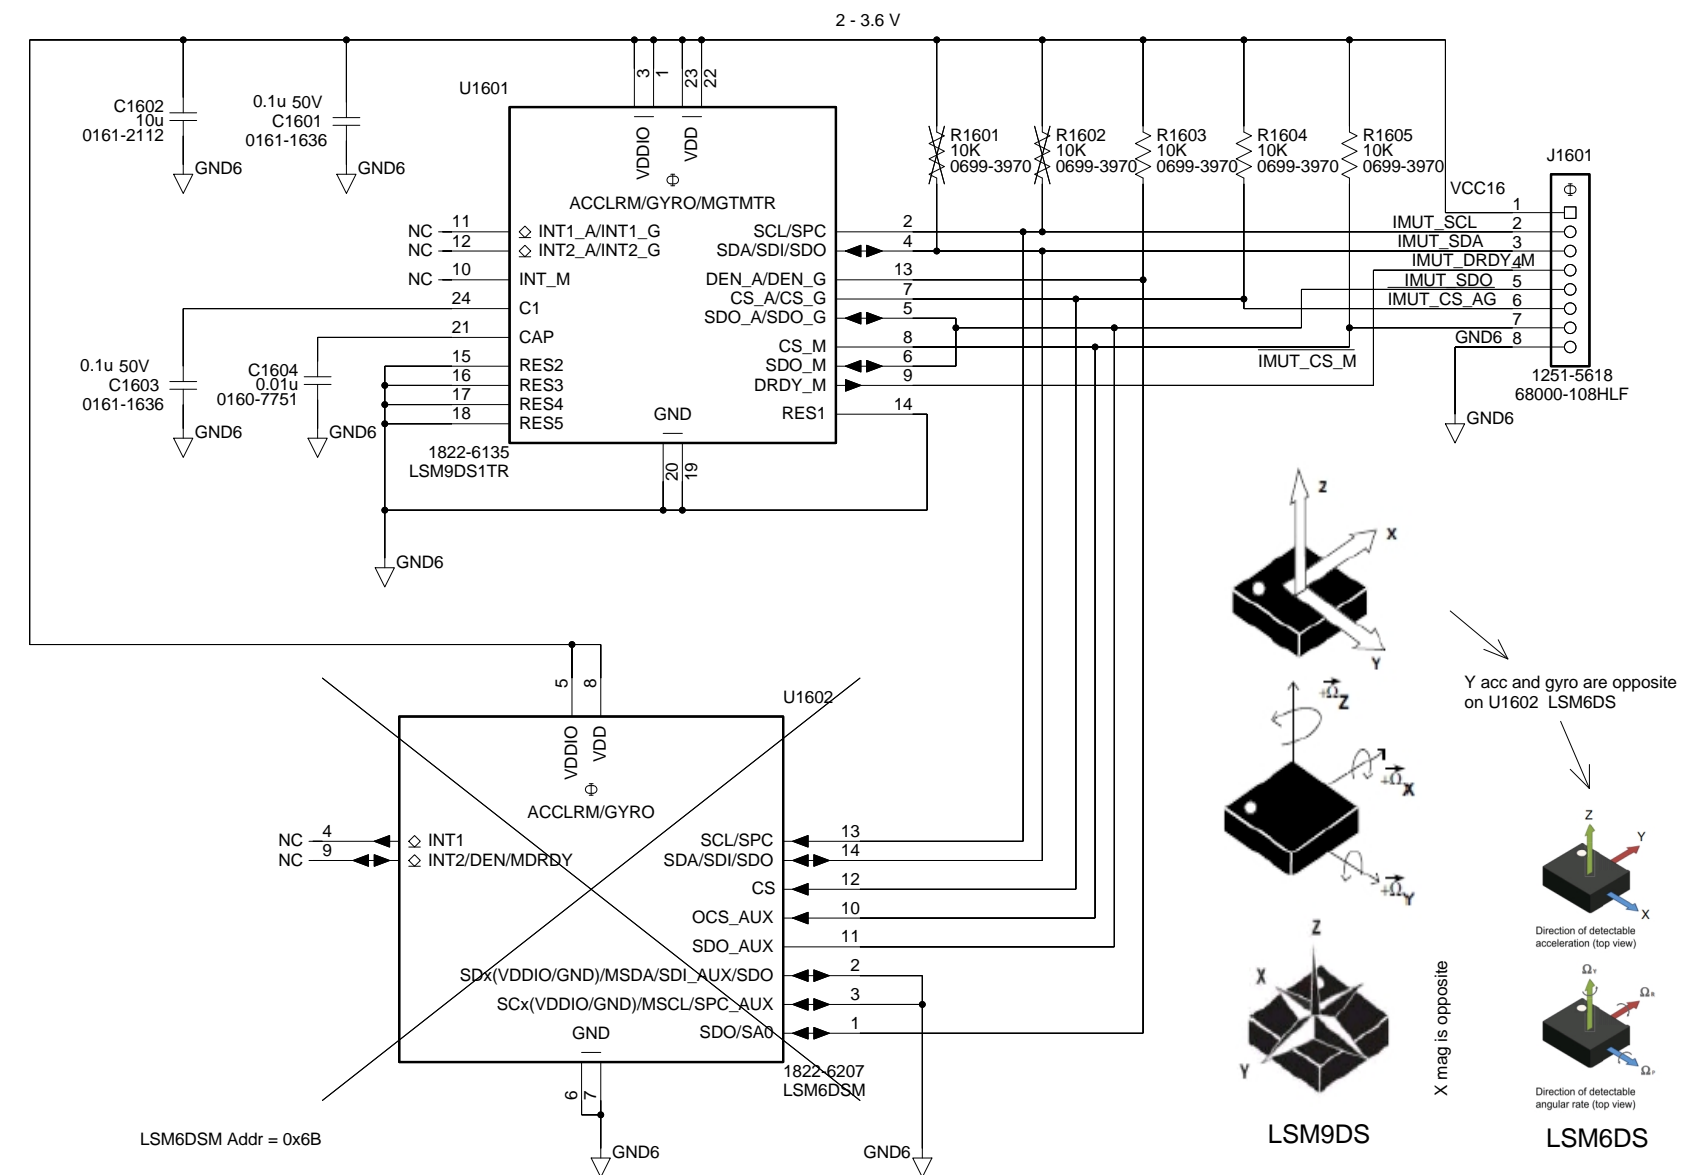 2 - 3.6 V
C1602
10u
0161-2112
GND6
0.1u 50V
C1601
0161-1636
GND6
U1601
3
1
23
22
VDDIO
VDD
Φ
ACCLRM/GYRO/MGTMTR
NC 11 INT1_A/INT1_G
NC 12 INT2_A/INT2_G
NC 10 INT_M
24 C1
21 CAP
15 RES2
16 RES3
17 RES4
18 RES5
SCL/SPC 2
SDA/SDI/SDO 4
DEN_A/DEN_G 13
CS_A/CS_G 7
SDO_A/SDO_G 5
CS_M 8
SDO_M 6
DRDY_M 9
RES1 14
GND
20
19
1822-6135
LSM9DS1TR
0.1u 50V
C1603
0161-1636
GND6
C1604
0.01u
0160-7751
GND6
GND6
R1601
10K
0699-3970
R1602
10K
0699-3970
R1603
10K
0699-3970
R1604
10K
0699-3970
R1605
10K
0699-3970
J1601
Φ
VCC16 1
IMUT_SCL 2
IMUT_SDA 3
IMUT_DRDY_M 4
IMUT_SDO 5
IMUT_CS_AG 6
7
GND6 8
IMUT_CS_M
1251-5618
68000-108HLF
GND6
U1602
5
8
VDDIO
VDD
Φ
ACCLRM/GYRO
NC 4 INT1
NC 9 INT2/DEN/MDRDY
SCL/SPC 13
SDA/SDI/SDO 14
CS 12
OCS_AUX 10
SDO_AUX 11
SDx(VDDIO/GND)/MSDA/SDI_AUX/SDO 2
SCx(VDDIO/GND)/MSCL/SPC_AUX 3
SDO/SA0 1
GND
6
7
1822-6207
LSM6DSM
GND6
GND6
LSM6DSM Addr = 0x6B
Z
X
Y
+Ω Z
+Ω X
+Ω Y
Z
X
Y
LSM9DS
X mag is opposite
Y acc and gyro are opposite
on U1602 LSM6DS
Z
Y
X
Direction of detectable
acceleration (top view)
Direction of detectable
angular rate (top view)
LSM6DS